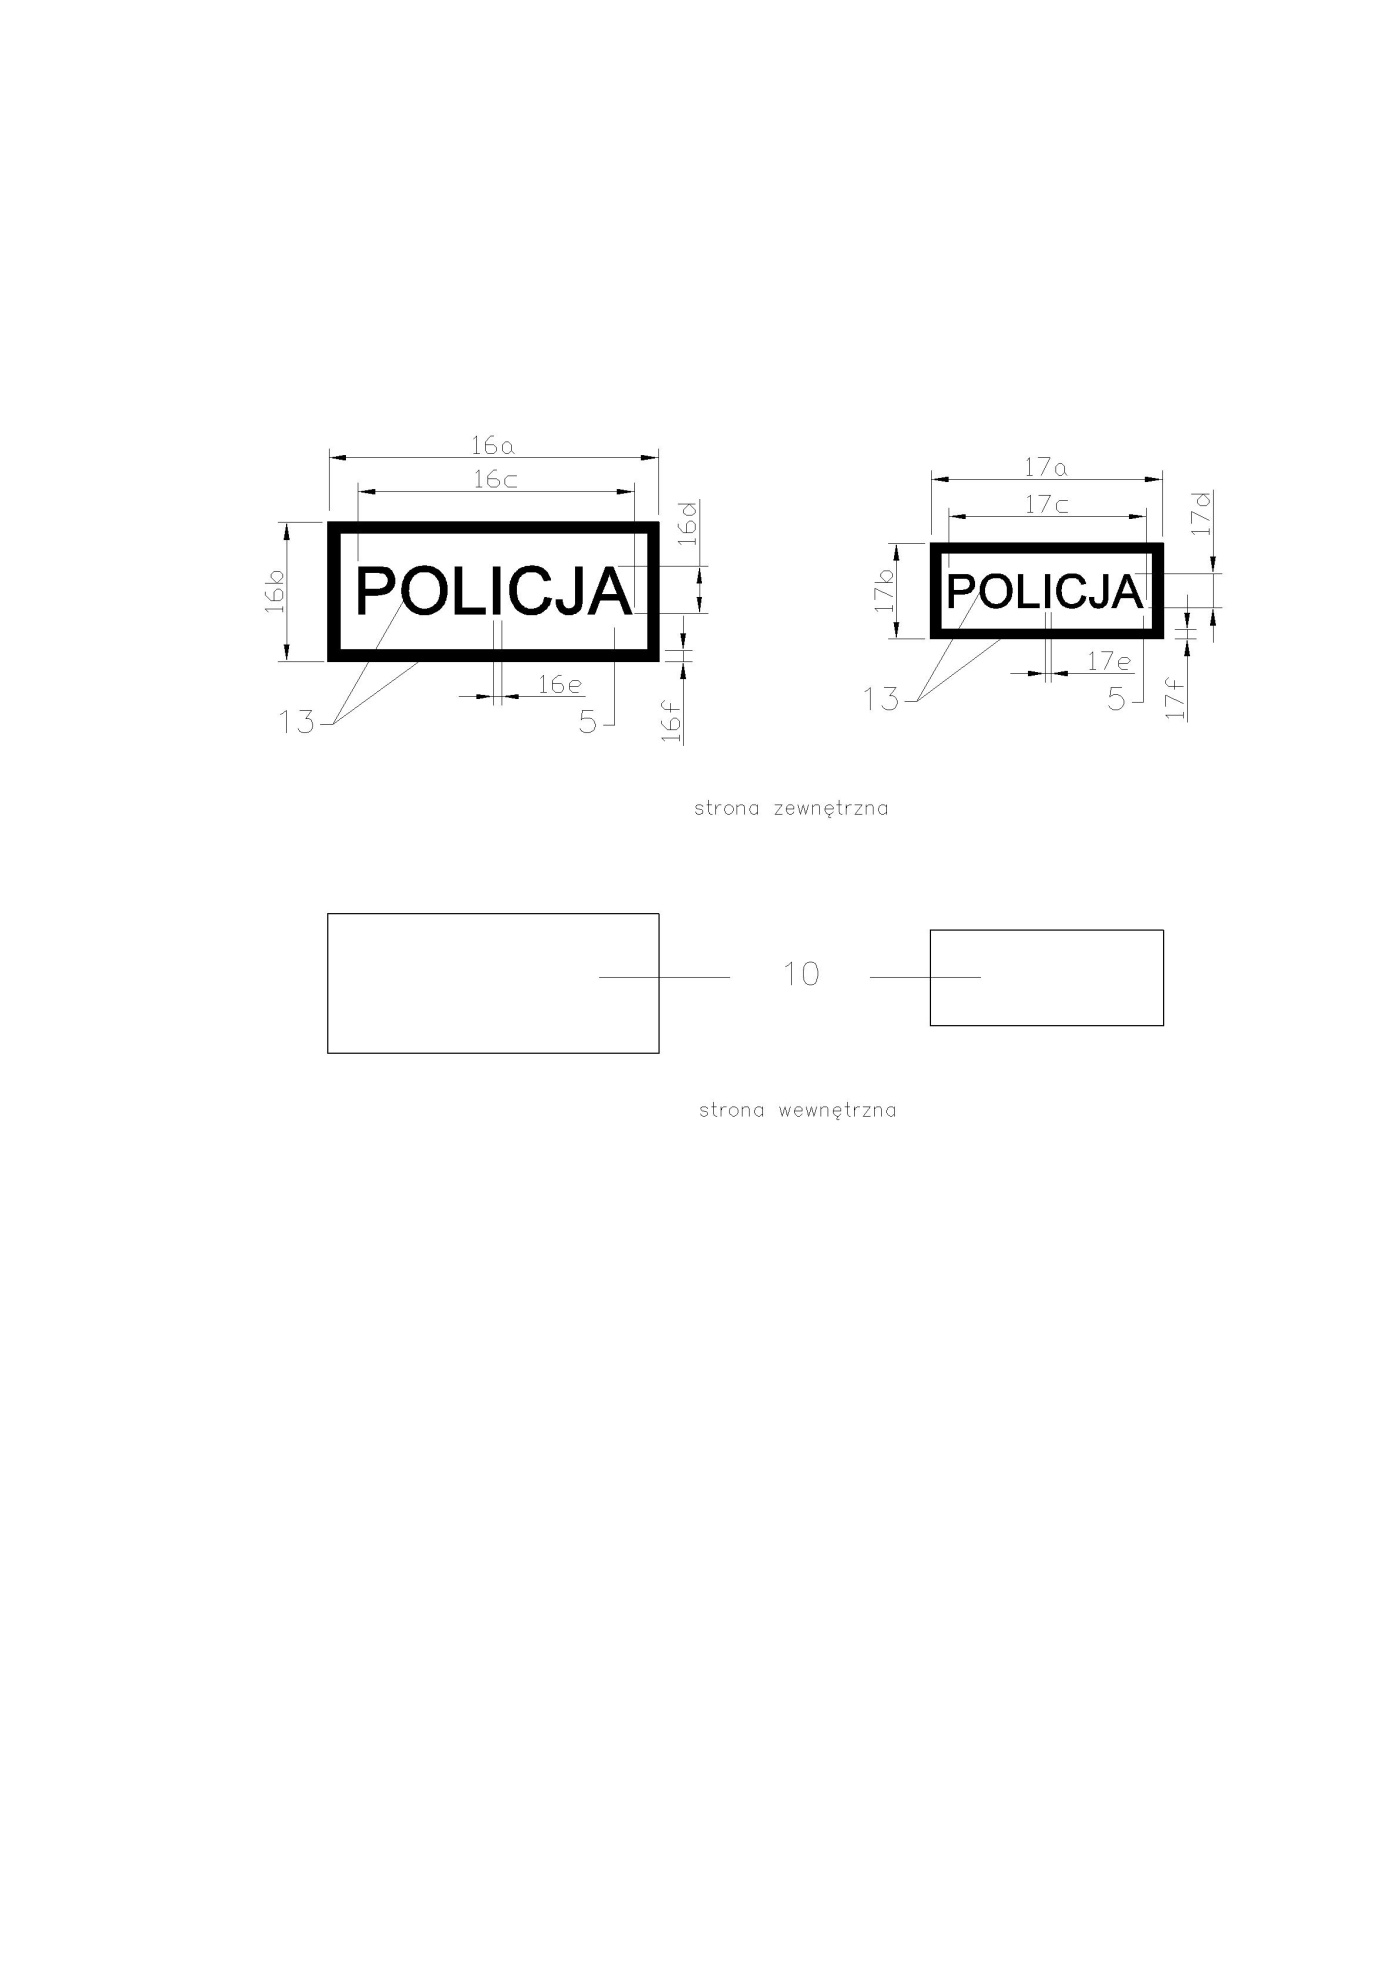 16a
16c
16d
16b
POLICJA
16e
16f
13
5
17a
17c
17d
17b
POLICJA
17e
17f
13
5
strona zewnętrzna
10
strona wewnętrzna